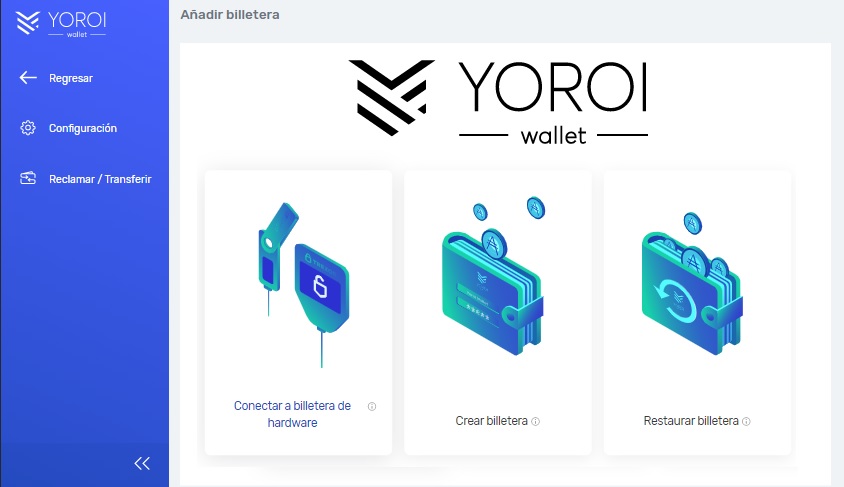 YOROI
wallet
Añadir billetera
Regresar
Configuración
Reclamar / Transferir
YOROI
wallet
Conectar a billetera de
hardware
Crear billetera
Restaurar billetera